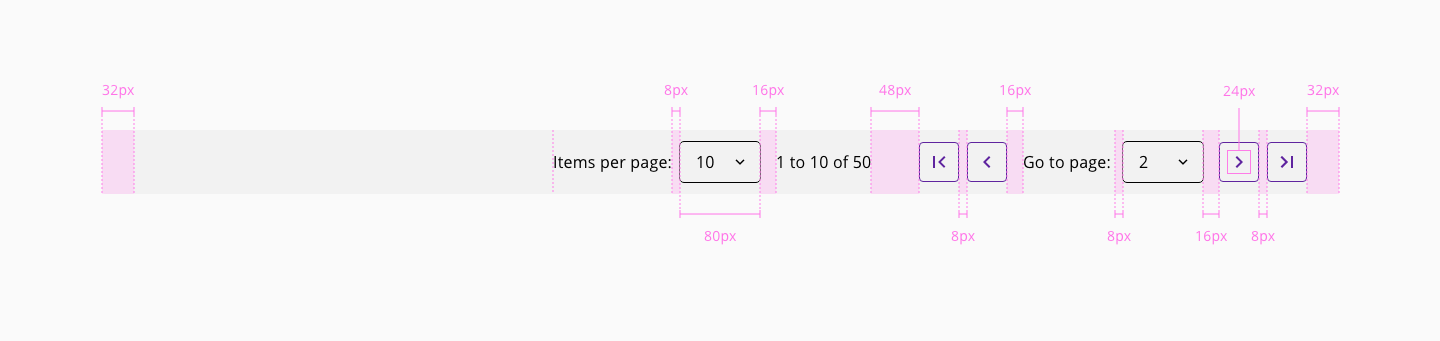 32px 8px 16px 48px 16px 24px 32px
Items per page: 10 1 to 10 of 50 Go to page: 2
80px 8px 8px 16px 8px